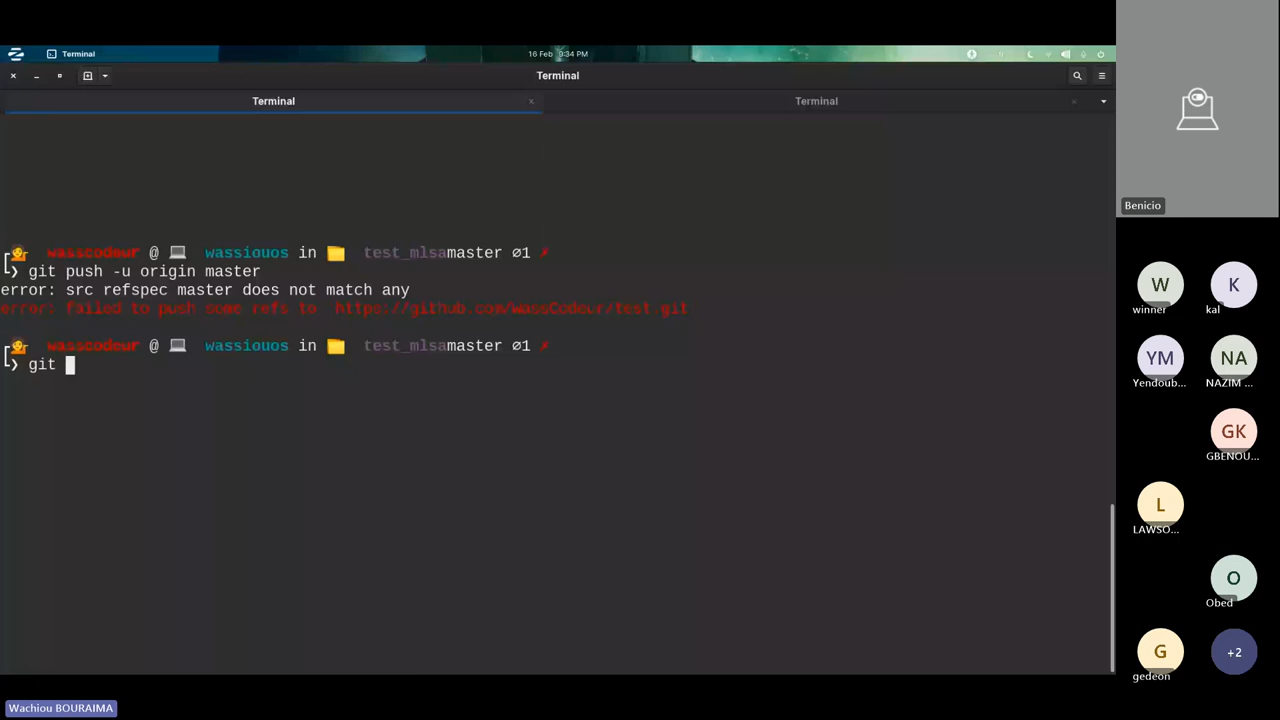 Terminal
16 Feb 9:34 PM
Terminal
Terminal
Terminal
wasscodeur @ wassiouos in test_mlsamaster ∅1 ✗
❯ git push -u origin master
error: src refspec master does not match any
error: failed to push some refs to https://github.com/wassCodeur/test.git
wasscodeur @ wassiouos in test_mlsamaster ∅1 ✗
❯ git
Benicio
W
winner
K
kal
YM
Yendoub...
NA
NAZIM ...
GK
GBENOU...
L
LAWSO...
O
Obed
G
gedeon
+2
Wachiou BOURAIMA